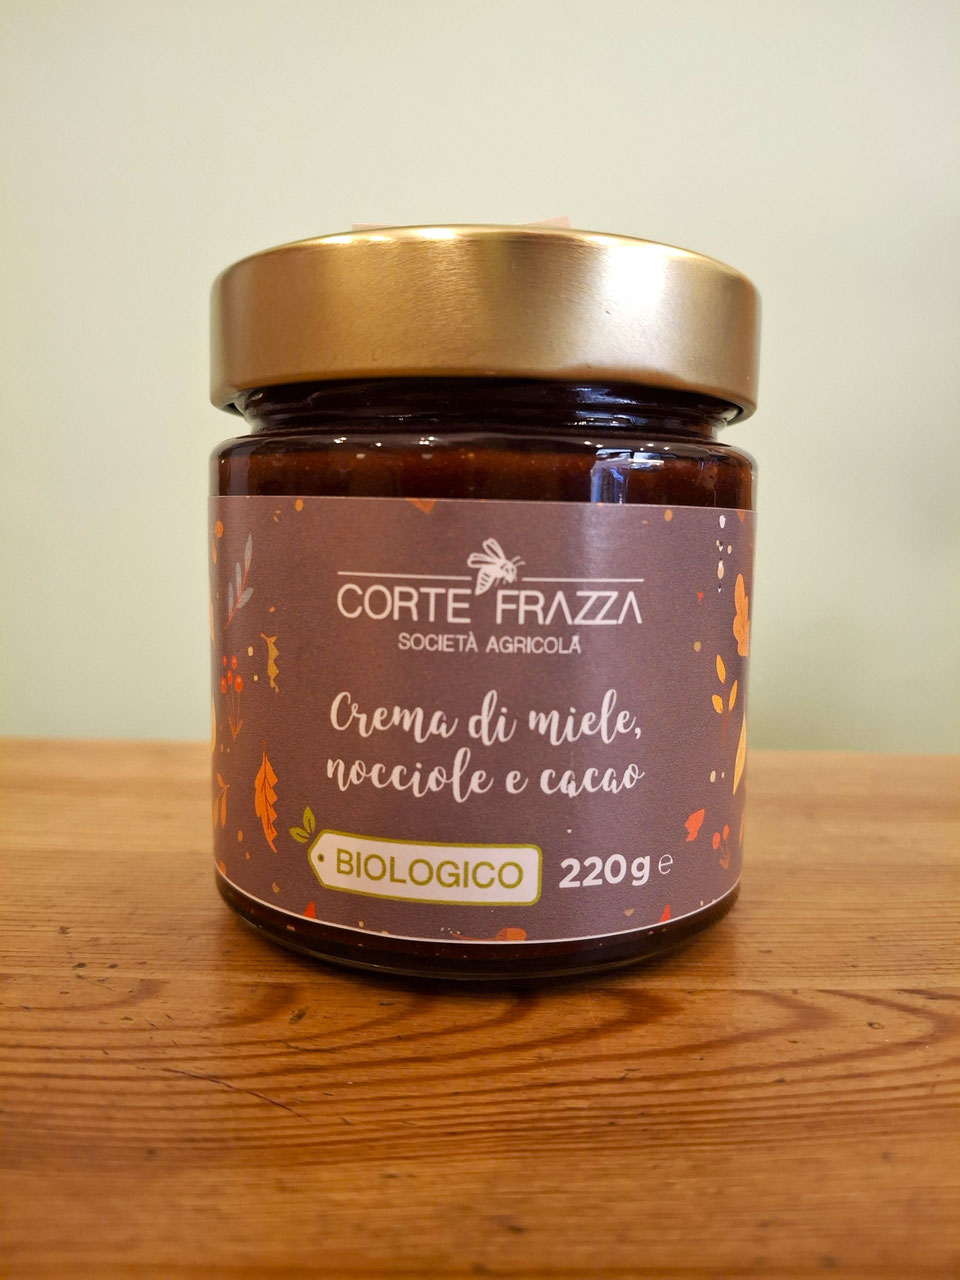 CORTE FRAZZA
SOCIETÀ AGRICOLA
Crema di miele,
nocciole e cacao
BIOLOGICO
220g ℮